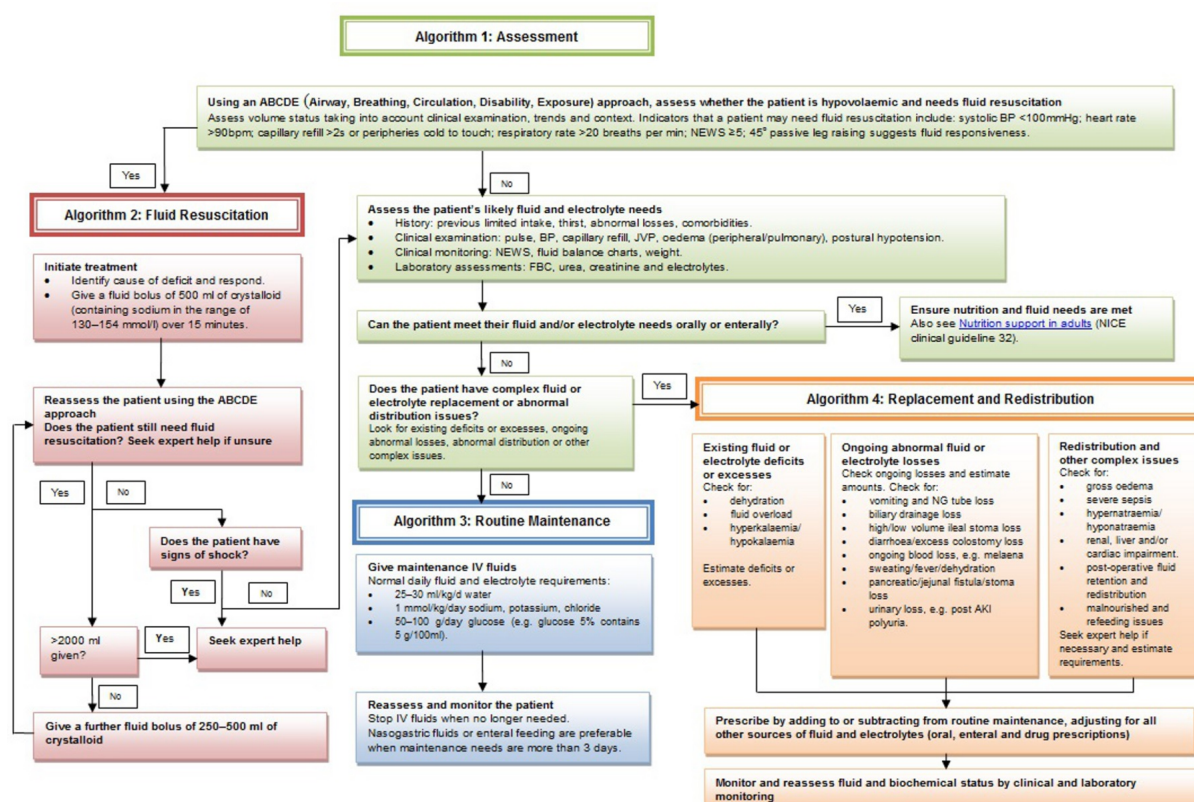 Algorithm 1: Assessment
Using an ABCDE (Airway, Breathing, Circulation, Disability, Exposure) approach, assess whether the patient is hypovolaemic and needs fluid resuscitation
Assess volume status taking into account clinical examination, trends and context. Indicators that a patient may need fluid resuscitation include: systolic BP <100mmHg; heart rate
>90bpm; capillary refill >2s or peripheries cold to touch; respiratory rate >20 breaths per min; NEWS ≥5; 45° passive leg raising suggests fluid responsiveness.
Yes
No
Algorithm 2: Fluid Resuscitation
Initiate treatment
• Identify cause of deficit and respond.
• Give a fluid bolus of 500 ml of crystalloid
(containing sodium in the range of
130–154 mmol/l) over 15 minutes.
Reassess the patient using the ABCDE
approach
Does the patient still need fluid
resuscitation? Seek expert help if unsure
Yes
No
Does the patient have
signs of shock?
Yes
No
>2000 ml
given?
Yes
Seek expert help
No
Give a further fluid bolus of 250–500 ml of
crystalloid
Assess the patient's likely fluid and electrolyte needs
• History: previous limited intake, thirst, abnormal losses, comorbidities.
• Clinical examination: pulse, BP, capillary refill, JVP, oedema (peripheral/pulmonary), postural hypotension.
• Clinical monitoring: NEWS, fluid balance charts, weight.
• Laboratory assessments: FBC, urea, creatinine and electrolytes.
Can the patient meet their fluid and/or electrolyte needs orally or enterally?
Yes
Ensure nutrition and fluid needs are met
Also see Nutrition support in adults (NICE
clinical guideline 32).
No
Does the patient have complex fluid or
electrolyte replacement or abnormal
distribution issues?
Look for existing deficits or excesses, ongoing
abnormal losses, abnormal distribution or other
complex issues.
Yes
No
Algorithm 3: Routine Maintenance
Give maintenance IV fluids
Normal daily fluid and electrolyte requirements:
• 25–30 ml/kg/d water
• 1 mmol/kg/day sodium, potassium, chloride
• 50–100 g/day glucose (e.g. glucose 5% contains
5 g/100ml).
Reassess and monitor the patient
Stop IV fluids when no longer needed.
Nasogastric fluids or enteral feeding are preferable
when maintenance needs are more than 3 days.
Algorithm 4: Replacement and Redistribution
Existing fluid or
electrolyte deficits
or excesses
Check for:
• dehydration
• fluid overload
• hyperkalaemia/
hypokalaemia
Estimate deficits or
excesses.
Ongoing abnormal fluid or
electrolyte losses
Check ongoing losses and estimate
amounts. Check for:
• vomiting and NG tube loss
• biliary drainage loss
• high/low volume ileal stoma loss
• diarrhoea/excess colostomy loss
• ongoing blood loss, e.g. melaena
• sweating/fever/dehydration
• pancreatic/jejunal fistula/stoma
loss
• urinary loss, e.g. post AKI
polyuria.
Redistribution and
other complex issues
Check for:
• gross oedema
• severe sepsis
• hypernatraemia/
hyponatraemia
• renal, liver and/or
cardiac impairment.
• post-operative fluid
retention and
redistribution
• malnourished and
refeeding issues
Seek expert help if
necessary and estimate
requirements.
Prescribe by adding to or subtracting from routine maintenance, adjusting for all
other sources of fluid and electrolytes (oral, enteral and drug prescriptions)
Monitor and reassess fluid and biochemical status by clinical and laboratory
monitoring